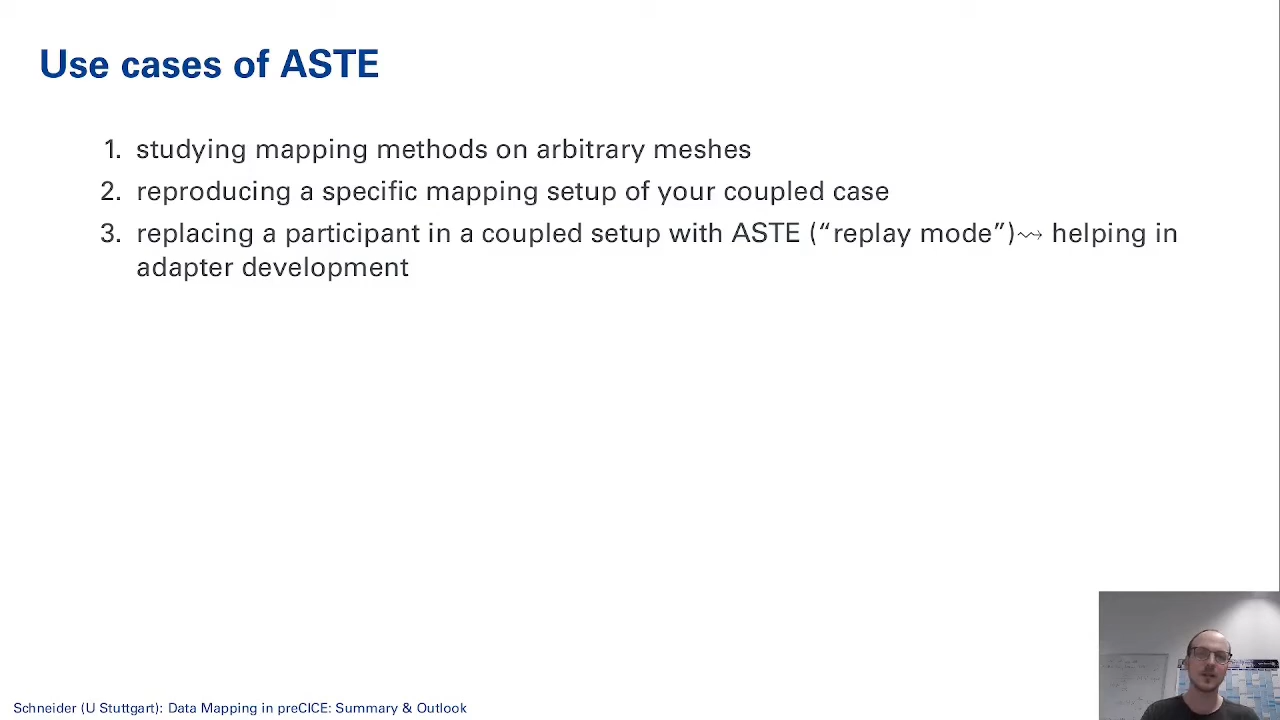 Use cases of ASTE
1. studying mapping methods on arbitrary meshes
2. reproducing a specific mapping setup of your coupled case
3. replacing a participant in a coupled setup with ASTE (“replay mode”)⇝ helping in
adapter development
Schneider (U Stuttgart): Data Mapping in preCICE: Summary & Outlook